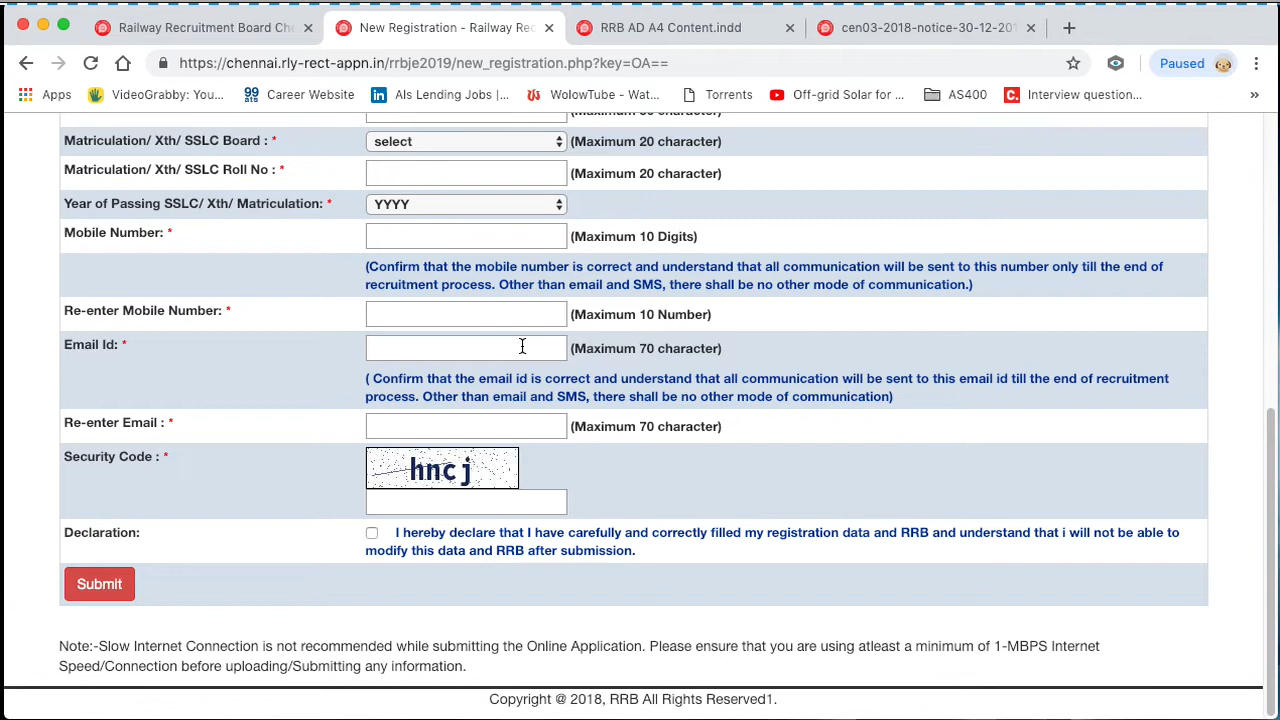 Railway Recruitment Board Che
New Registration - Railway Rec
RRB AD A4 Content.indd
cen03-2018-notice-30-12-201
https://chennai.rly-rect-appn.in/rrbje2019/new_registration.php?key=OA==
Paused
Apps
VideoGrabby: You...
99 acres Career Website
AIs Lending Jobs |...
WolowTube - Wat...
Torrents
Off-grid Solar for ...
AS400
Interview question...
Matriculation/ Xth/ SSLC Board : * select (Maximum 20 character)
Matriculation/ Xth/ SSLC Roll No : * (Maximum 20 character)
Year of Passing SSLC/ Xth/ Matriculation: * YYYY
Mobile Number: * (Maximum 10 Digits)
(Confirm that the mobile number is correct and understand that all communication will be sent to this number only till the end of
recruitment process. Other than email and SMS, there shall be no other mode of communication.)
Re-enter Mobile Number: * (Maximum 10 Number)
Email Id: * (Maximum 70 character)
( Confirm that the email id is correct and understand that all communication will be sent to this email id till the end of recruitment
process. Other than email and SMS, there shall be no other mode of communication)
Re-enter Email : * (Maximum 70 character)
Security Code : * hncj
Declaration: I hereby declare that I have carefully and correctly filled my registration data and RRB and understand that i will not be able to
modify this data and RRB after submission.
Submit
Note:-Slow Internet Connection is not recommended while submitting the Online Application. Please ensure that you are using atleast a minimum of 1-MBPS Internet
Speed/Connection before uploading/Submitting any information.
Copyright @ 2018, RRB All Rights Reserved1.